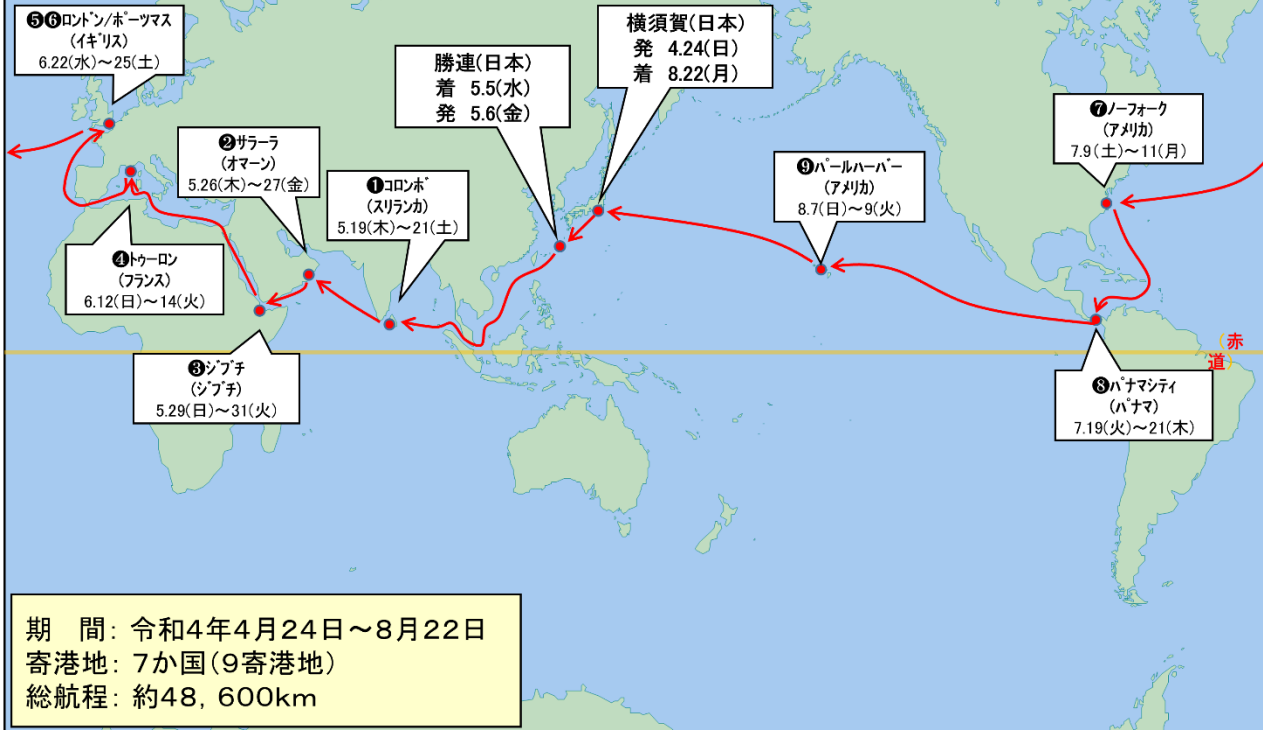 ❺❻ロンドン/ポーツマス
(イギリス)
6.22(水)～25(土)
勝連(日本)
着 5.5(水)
発 5.6(金)
横須賀(日本)
発 4.24(日)
着 8.22(月)
❼ノーフォーク
(アメリカ)
7.9(土)～11(月)
❷サラーラ
(オマーン)
5.26(木)～27(金)
❶コロンボ
(スリランカ)
5.19(木)～21(土)
❾パールハーバー
(アメリカ)
8.7(日)～9(火)
❹トゥーロン
(フランス)
6.12(日)～14(火)
❸ジブチ
(ジブチ)
5.29(日)～31(火)
赤
道
❽パナマシティ
(パナマ)
7.19(火)～21(木)
期　間: 令和4年4月24日～8月22日
寄港地: 7か国(9寄港地)
総航程: 約48, 600km